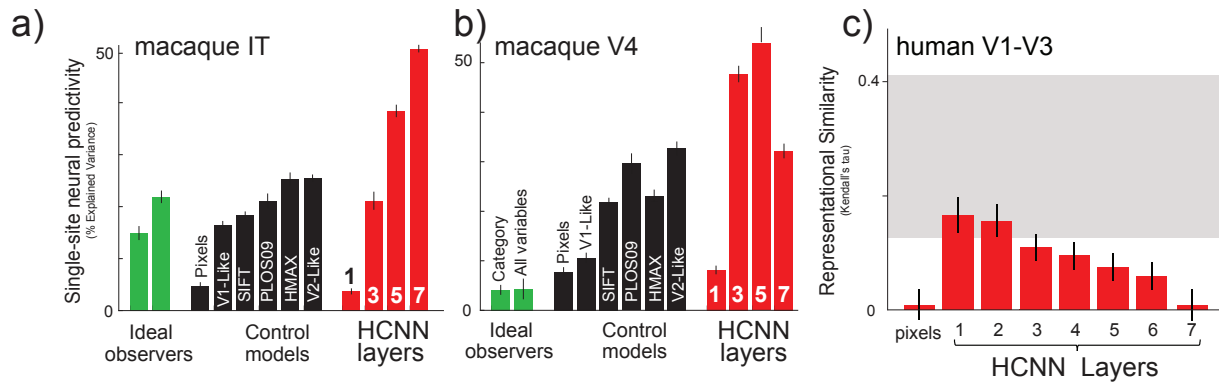 a)
macaque IT
Single-site neural predictivity
(% Explained Variance)
50
0
Pixels
V1-Like
SIFT
PLOS09
HMAX
V2-Like
1
3
5
7
Ideal
observers
Control
models
HCNN
layers
b)
macaque V4
50
0
Category
All variables
Pixels
V1-Like
SIFT
PLOS09
HMAX
V2-Like
1
3
5
7
Ideal
observers
Control
models
HCNN
layers
c)
human V1-V3
Representational Similarity
(Kendall's tau)
0.4
0
pixels
1 2 3 4 5 6 7
HCNN Layers